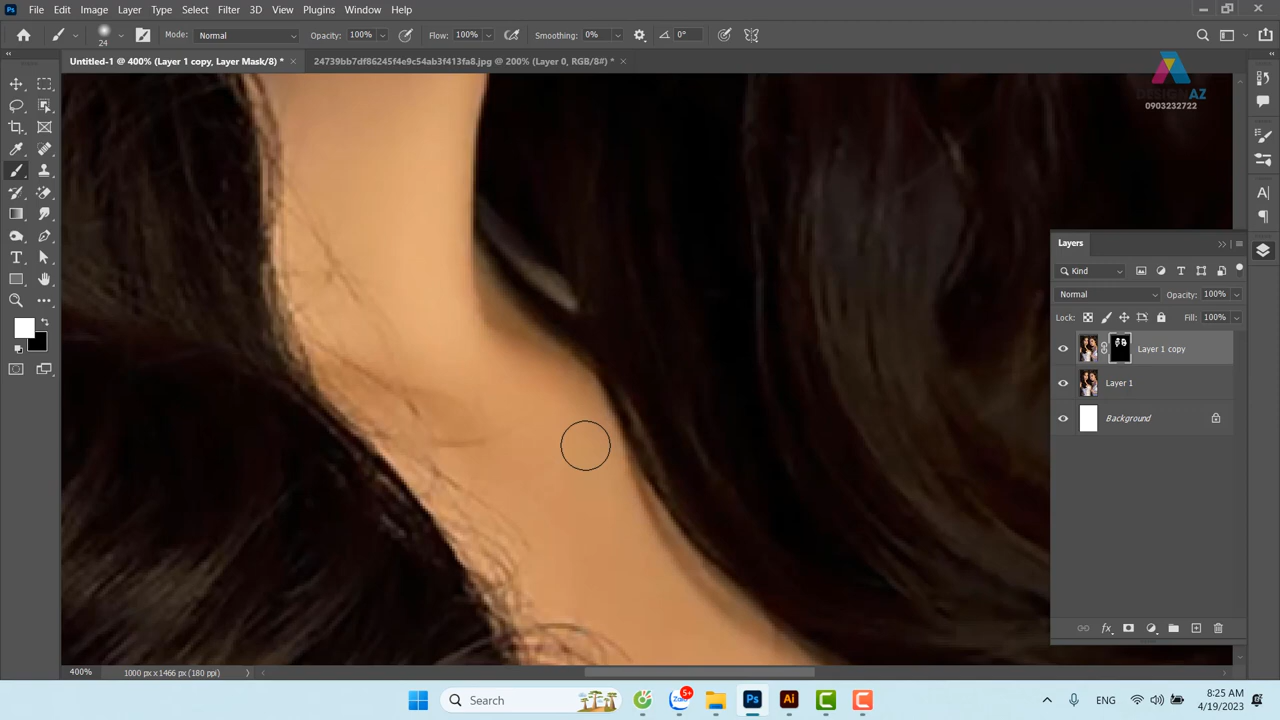 File Edit Image Layer Type Select Filter 3D View Plugins Window Help
24 Mode: Normal Opacity: 100% Flow: 100% Smoothing: 0% 0°
Untitled-1 @ 400% (Layer 1 copy, Layer Mask/8) * 24739bb7df86245f4e9c54ab3f413fa8.jpg @ 200% (Layer 0, RGB/8#) *
DESIGNAZ
0903232722
Layers
Kind
Normal Opacity: 100%
Lock: Fill: 100%
Layer 1 copy
Layer 1
Background
400% 1000 px x 1466 px (180 ppi)
Search
Zalo 5+ Ps Ai
ENG
8:25 AM
4/19/2023